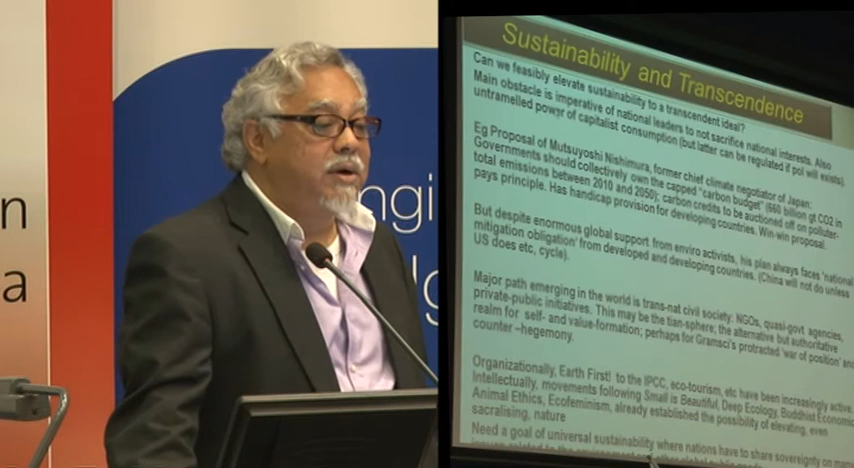 n
a
ngi
lg
Sustainability and Transcendence
Can we feasibly elevate sustainability to a transcendent ideal?
Main obstacle is imperative of national leaders to not sacrifice national interests. Also
untramelled power of capitalist consumption (but latter can be regulated if pol will exists).
Eg Proposal of Mutsuyoshi Nishimura, former chief climate negotiator of Japan:
Governments should collectively own the capped "carbon budget" (660 billion gt CO2 in
total emissions between 2010 and 2050); carbon credits to be auctioned off on polluter-
pays principle. Has handicap provision for developing countries. Win-win proposal.
But despite enormous global support from enviro activists, his plan always faces 'national
mitigation obligation' from developed and developing countries. (China will not do unless
US does etc, cycle).
Major path emerging in the world is trans-nat civil society: NGOs, quasi-govt agencies,
private-public initiatives. This may be the tian-sphere; the alternative but authoritative
realm for self- and value-formation; perhaps for Gramsci's protracted 'war of position' and
counter –hegemony.
Organizationally, Earth First! to the IPCC, eco-tourism, etc have been increasingly active.
Intellectually, movements following Small is Beautiful, Deep Ecology, Buddhist Economic
Animal Ethics, Ecofeminism, already established the possibility of elevating, even
sacralising, nature
Need a goal of universal sustainability where nations have to share sovereignty on man
related to the environment